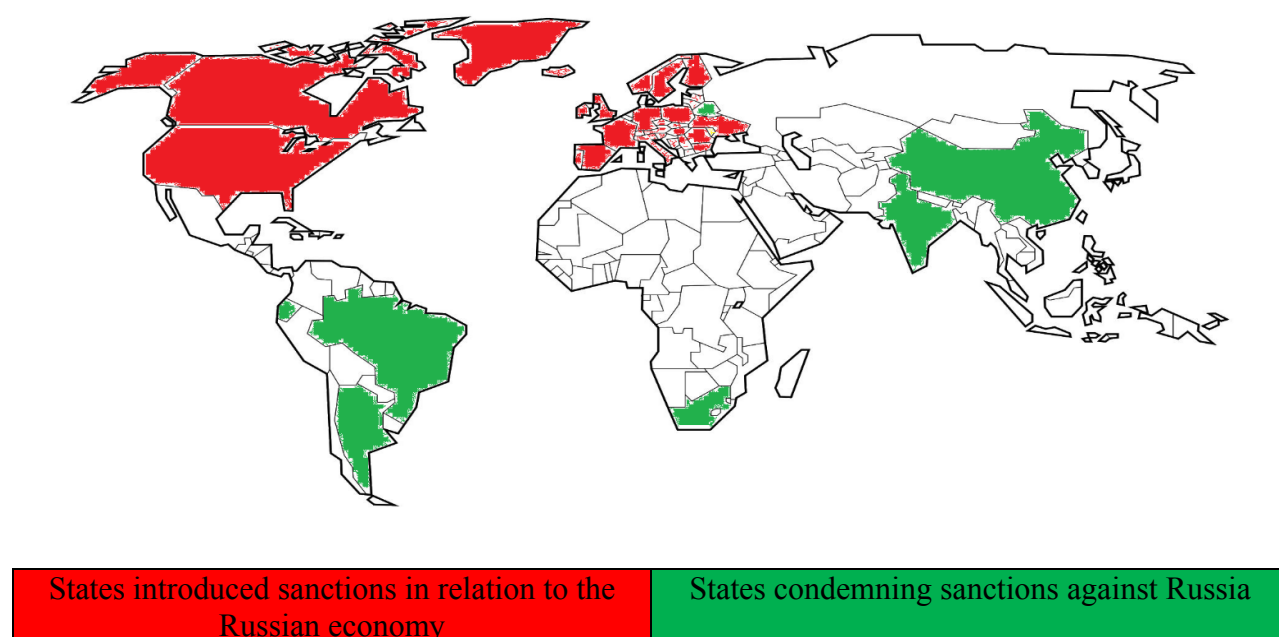 States introduced sanctions in relation to the
Russian economy
States condemning sanctions against Russia